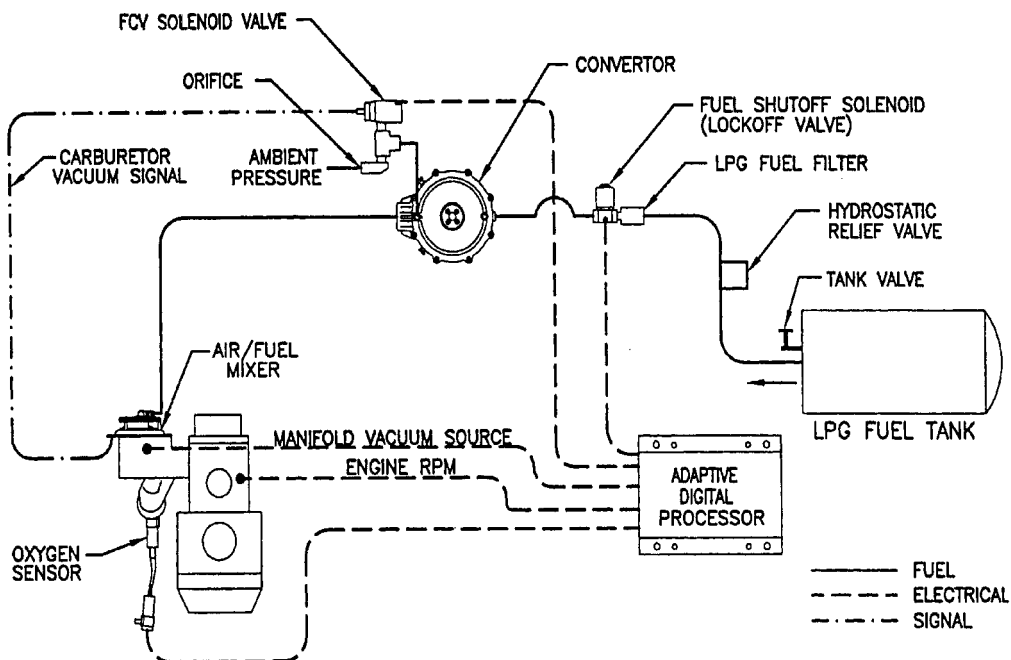 FCV SOLENOID VALVE
ORIFICE
CONVERTOR
FUEL SHUTOFF SOLENOID
(LOCKOFF VALVE)
CARBURETOR
VACUUM SIGNAL
AMBIENT
PRESSURE
LPG FUEL FILTER
HYDROSTATIC
RELIEF VALVE
TANK VALVE
AIR/FUEL
MIXER
LPG FUEL TANK
MANIFOLD VACUUM SOURCE
ENGINE RPM
ADAPTIVE
DIGITAL
PROCESSOR
OXYGEN
SENSOR
FUEL
ELECTRICAL
SIGNAL